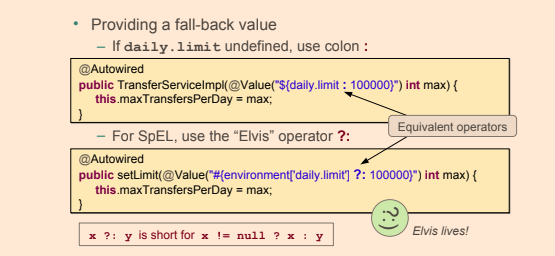 • Providing a fall-back value
– If daily.limit undefined, use colon :
@Autowired
public TransferServiceImpl(@Value("${daily.limit : 100000}") int max) {
this.maxTransfersPerDay = max;
}
Equivalent operators
– For SpEL, use the “Elvis” operator ?:
@Autowired
public setLimit(@Value("#{environment['daily.limit'] ?: 100000}") int max) {
this.maxTransfersPerDay = max;
}
Elvis lives!
x ?: y is short for x != null ? x : y